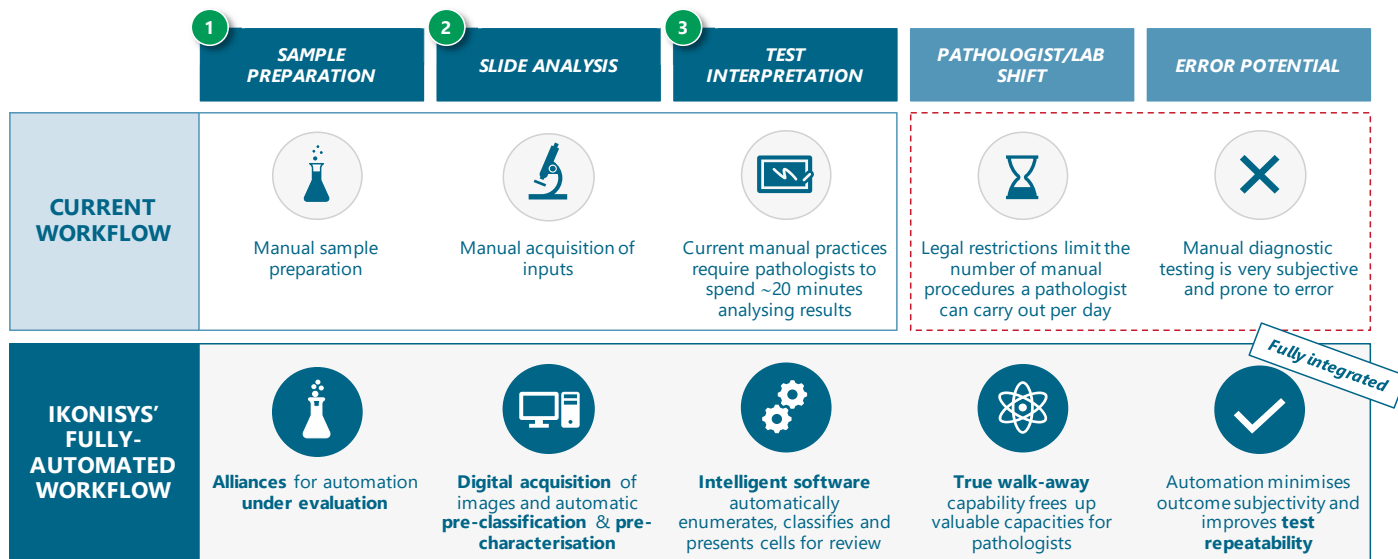 1
SAMPLE
PREPARATION
2
SLIDE ANALYSIS
3
TEST
INTERPRETATION
PATHOLOGIST/LAB
SHIFT
ERROR POTENTIAL
CURRENT
WORKFLOW
Manual sample
preparation
Manual acquisition of
inputs
Current manual practices
require pathologists to
spend ~20 minutes
analysing results
Legal restrictions limit the
number of manual
procedures a pathologist
can carry out per day
Manual diagnostic
testing is very subjective
and prone to error
Fully integrated
IKONISYS'
FULLY-
AUTOMATED
WORKFLOW
Alliances for automation
under evaluation
Digital acquisition of
images and automatic
pre-classification & pre-
characterisation
Intelligent software
automatically
enumerates, classifies and
presents cells for review
True walk-away
capability frees up
valuable capacities for
pathologists
Automation minimises
outcome subjectivity and
improves test
repeatability